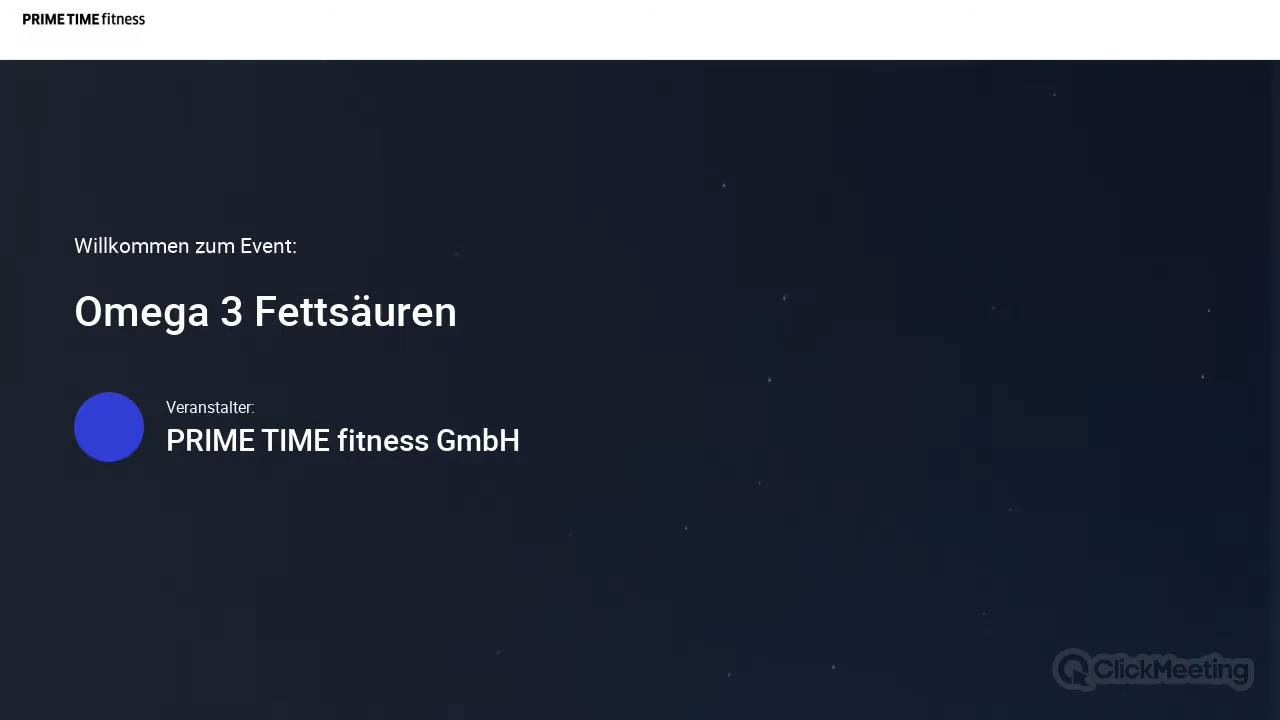 PRIME TIME fitness
Willkommen zum Event:
Omega 3 Fettsäuren
Veranstalter:
PRIME TIME fitness GmbH
ClickMeeting